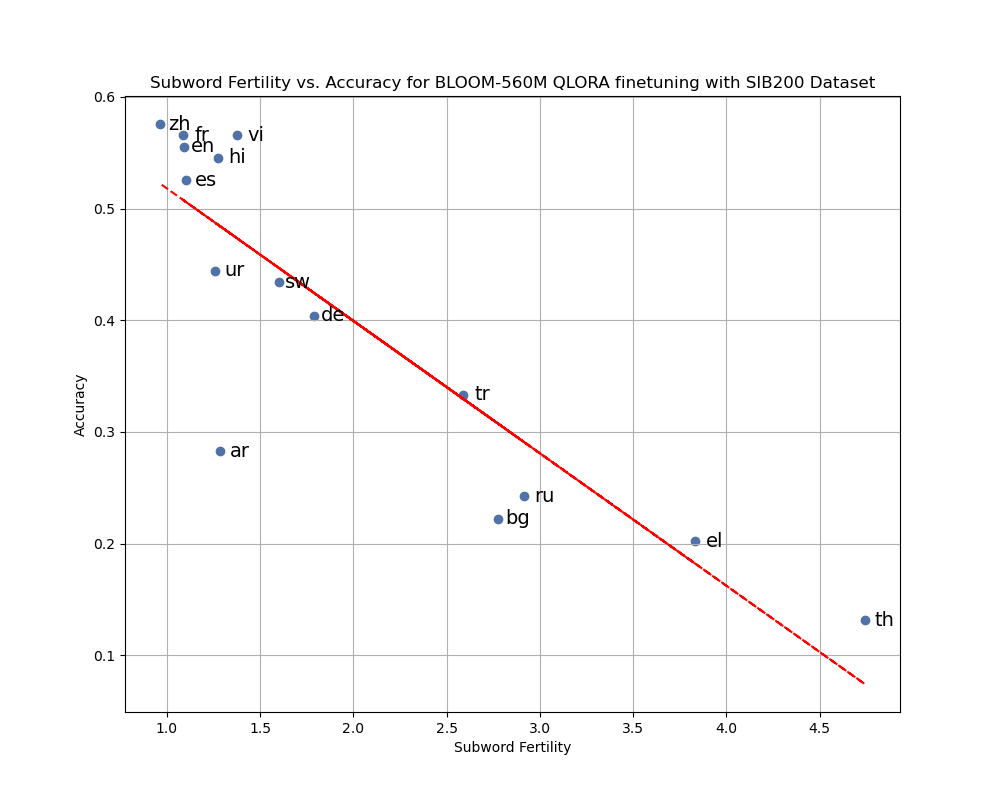 Subword Fertility vs. Accuracy for BLOOM-560M QLORA finetuning with SIB200 Dataset
0.6
zh
fr
vi
en
hi
es
0.5
ur
sw
0.4
de
tr
Accuracy
0.3
ar
ru
bg
0.2
el
th
0.1
1.0 1.5 2.0 2.5 3.0 3.5 4.0 4.5
Subword Fertility